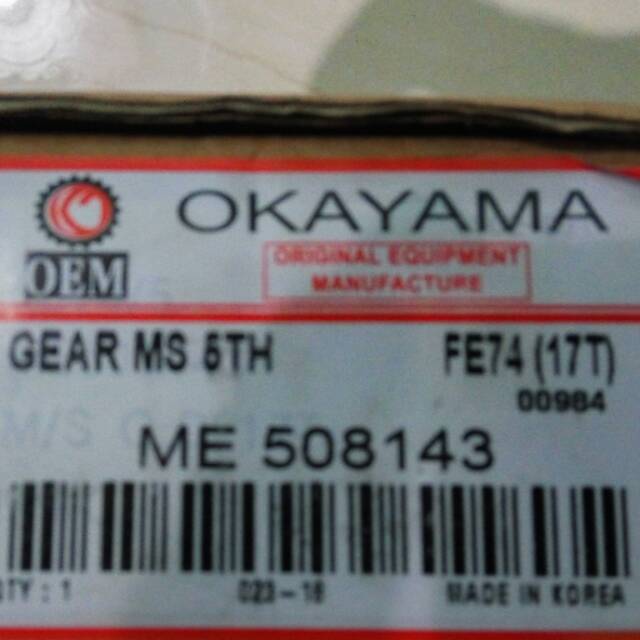 OKAYAMA
OEM
ORIGINAL EQUIPMENT
MANUFACTURE
GEAR MS 5TH FE74 (17T)
00984
ME 508143
QTY : 1 023-18 MADE IN KOREA